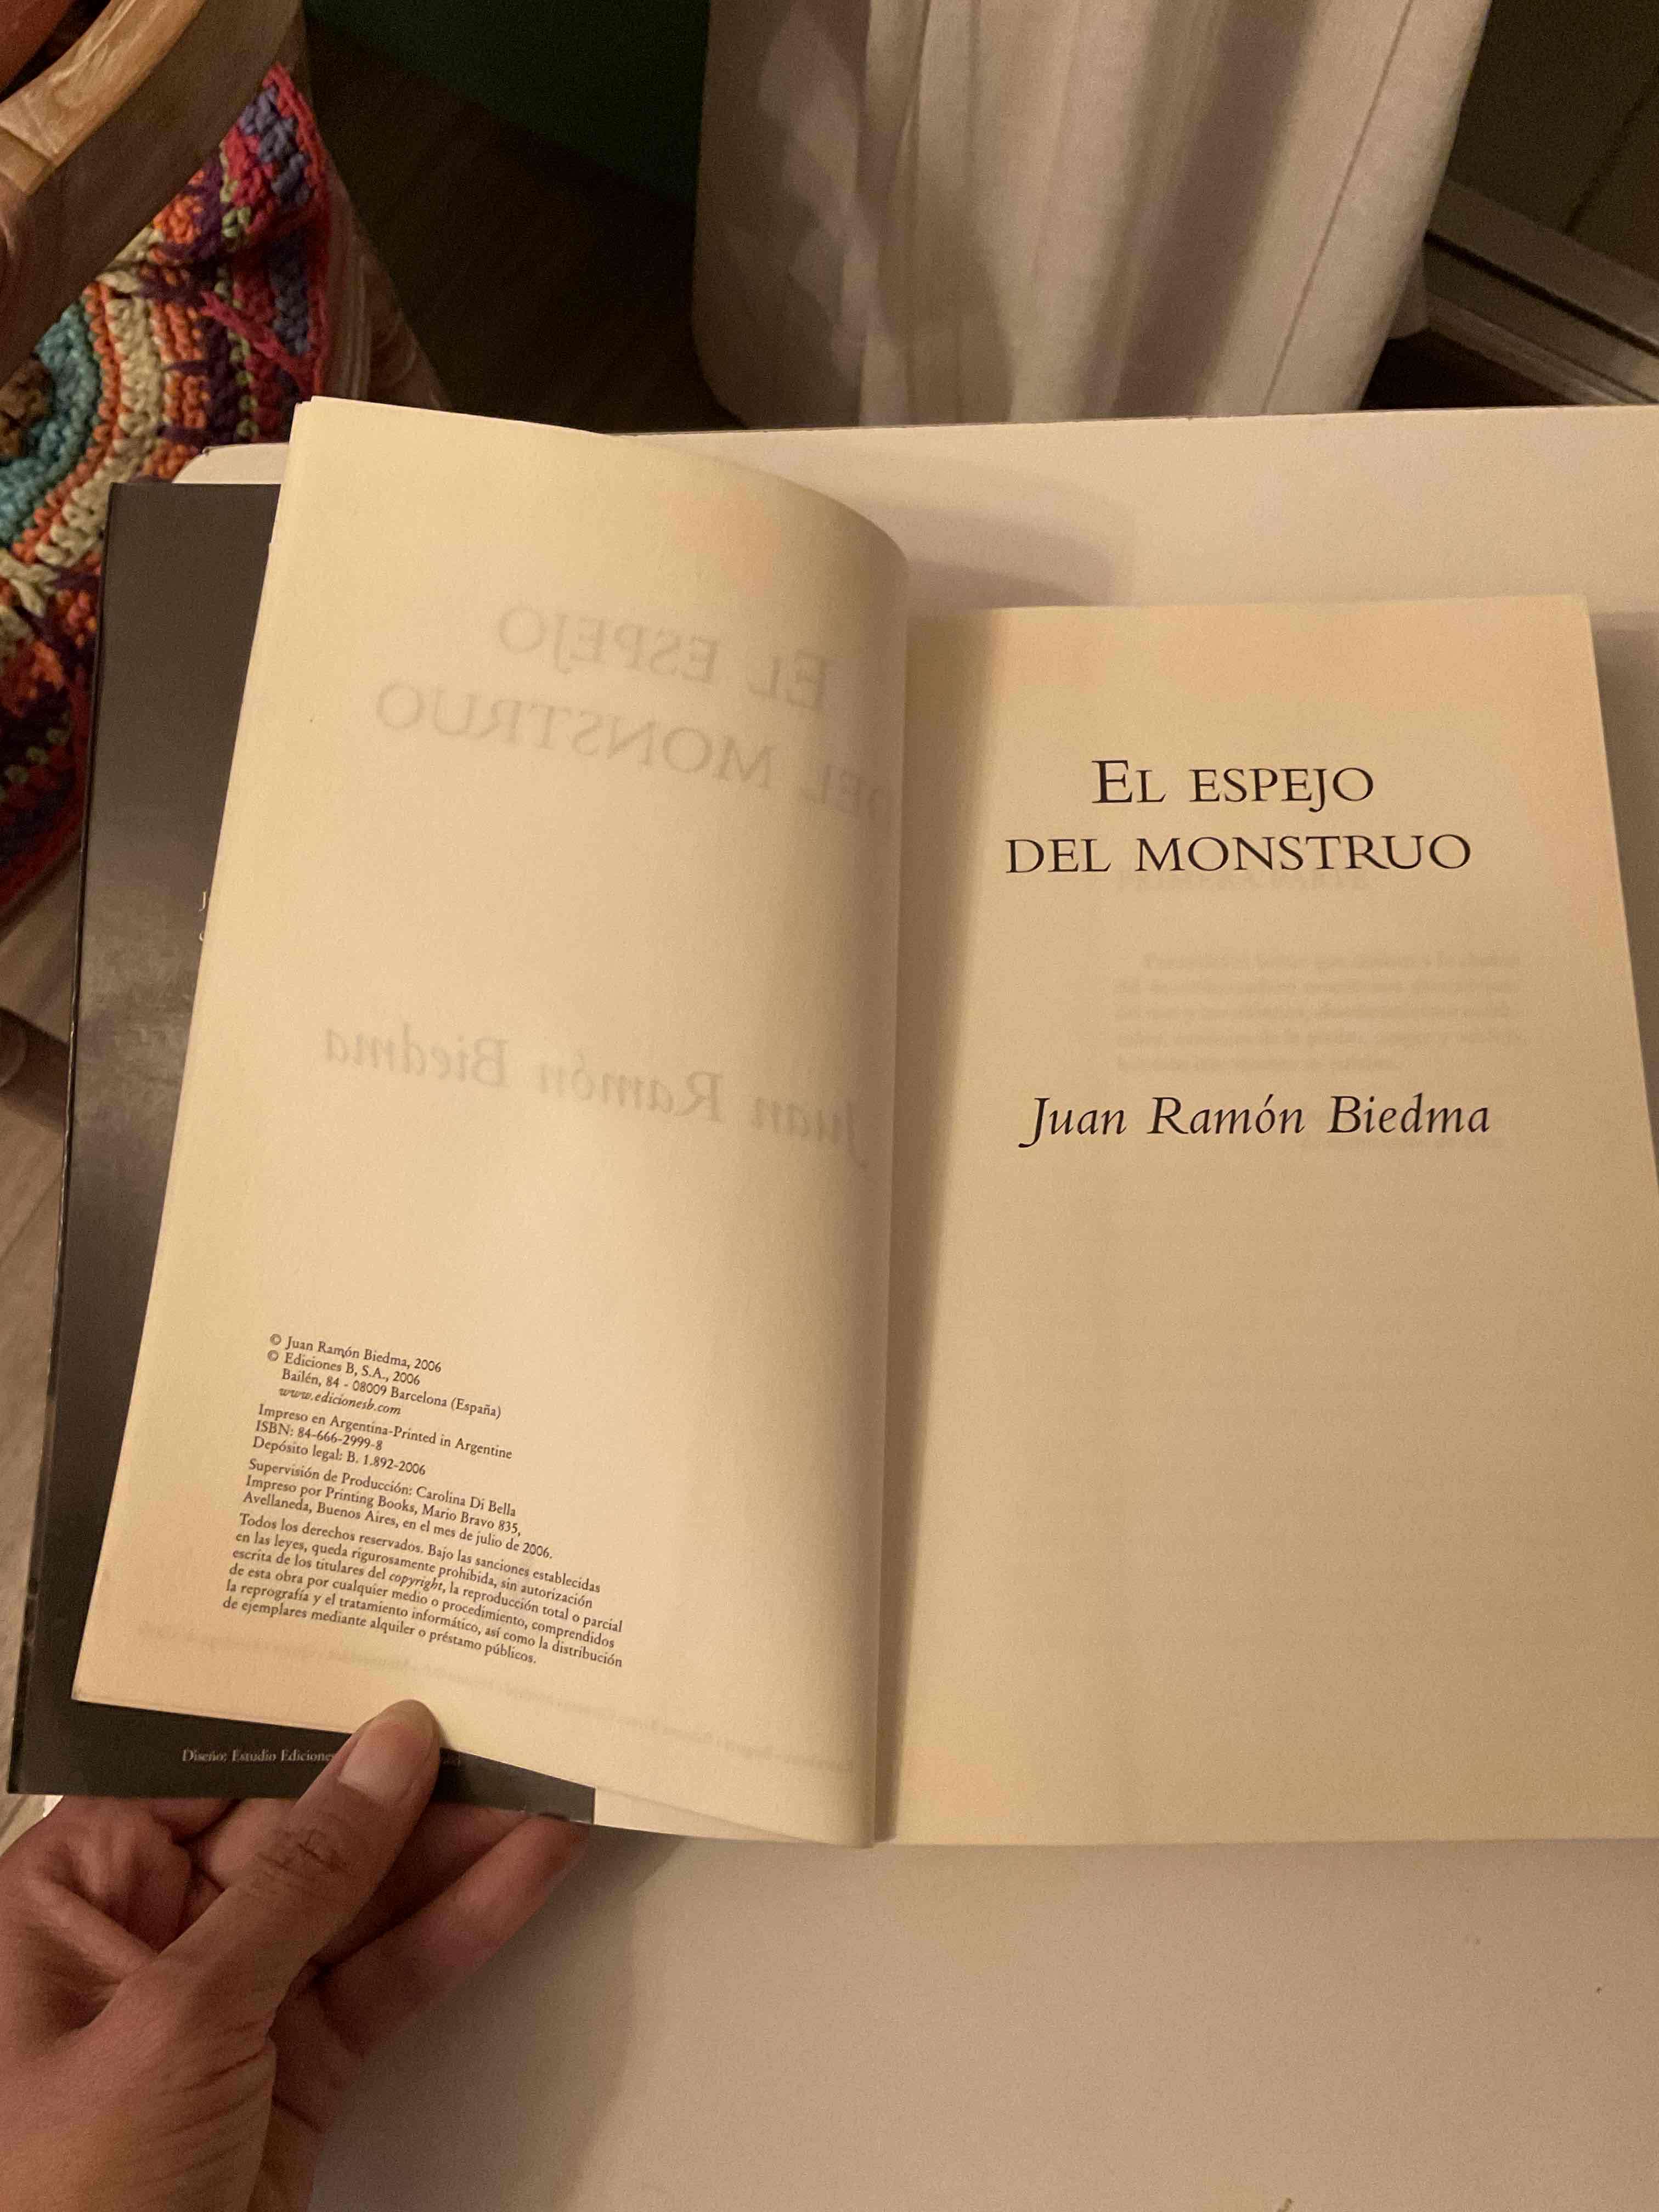 © Juan Ramón Biedma, 2006
© Ediciones B, S.A., 2006
Bailén, 84 - 08009 Barcelona (España)
www.edicionesb.com
Impreso en Argentina-Printed in Argentine
ISBN: 84-666-2999-8
Depósito legal: B. 1.892-2006
Supervisión de Producción: Carolina Di Bella
Impreso por Printing Books, Mario Bravo 835,
Avellaneda, Buenos Aires, en el mes de julio de 2006.
Todos los derechos reservados. Bajo las sanciones establecidas
en las leyes, queda rigurosamente prohibida, sin autorización
escrita de los titulares del copyright, la reproducción total o parcial
de esta obra por cualquier medio o procedimiento, comprendidos
la reprografía y el tratamiento informático, así como la distribución
de ejemplares mediante alquiler o préstamo públicos.
Diseño: Estudio Ediciones
EL ESPEJO
DEL MONSTRUO
Juan Ramón Biedma